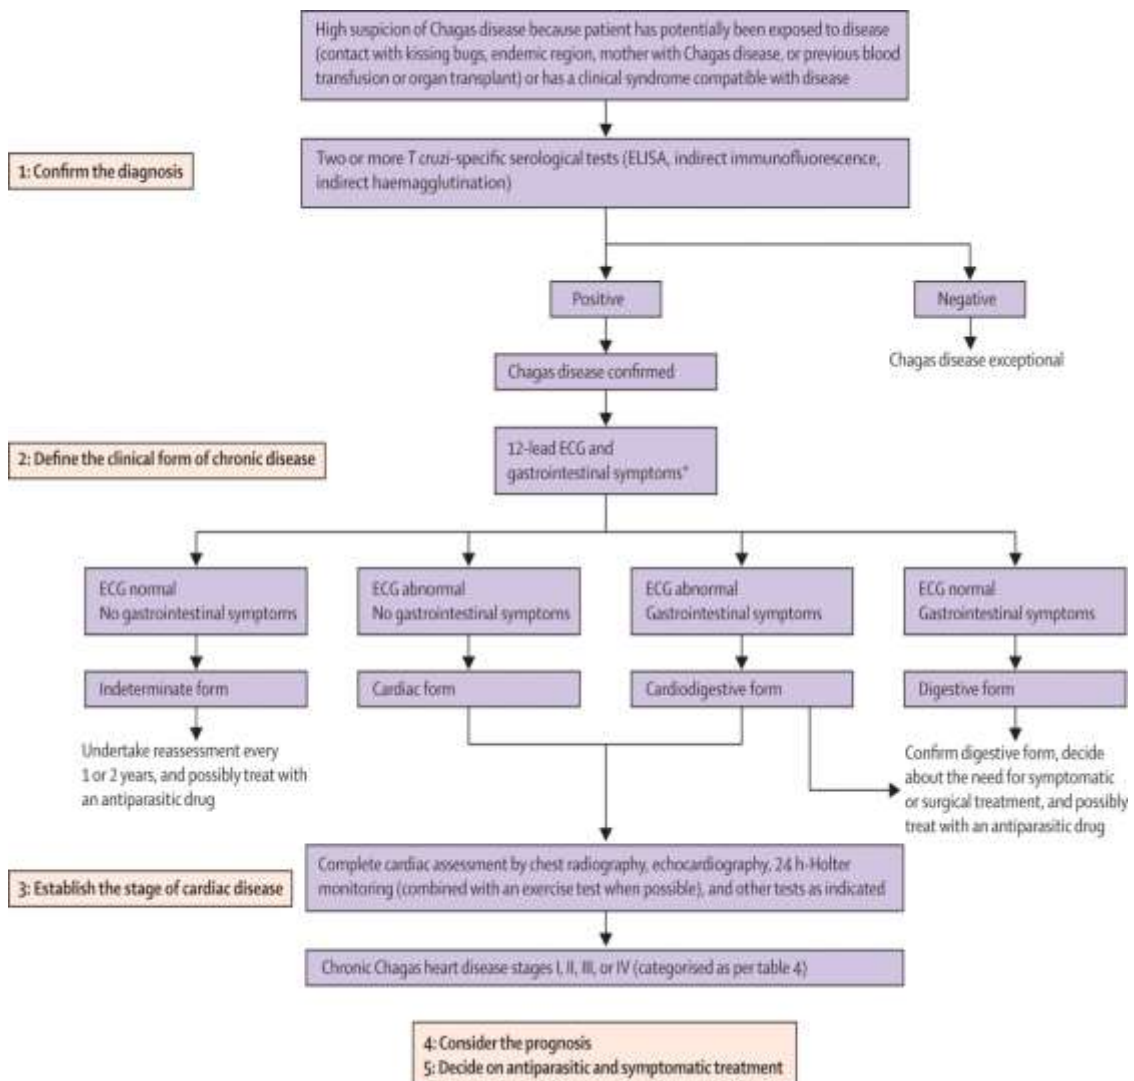 High suspicion of Chagas disease because patient has potentially been exposed to disease
(contact with kissing bugs, endemic region, mother with Chagas disease, or previous blood
transfusion or organ transplant) or has a clinical syndrome compatible with disease
1: Confirm the diagnosis
Two or more T cruzi-specific serological tests (ELISA, indirect immunofluorescence,
indirect haemagglutination)
Positive
Negative
Chagas disease confirmed
Chagas disease exceptional
2: Define the clinical form of chronic disease
12-lead ECG and
gastrointestinal symptoms*
ECG normal
No gastrointestinal symptoms
ECG abnormal
No gastrointestinal symptoms
ECG abnormal
Gastrointestinal symptoms
ECG normal
Gastrointestinal symptoms
Indeterminate form
Cardiac form
Cardiodigestive form
Digestive form
Undertake reassessment every
1 or 2 years, and possibly treat with
an antiparasitic drug
Confirm digestive form, decide
about the need for symptomatic
or surgical treatment, and possibly
treat with an antiparasitic drug
3: Establish the stage of cardiac disease
Complete cardiac assessment by chest radiography, echocardiography, 24 h-Holter
monitoring (combined with an exercise test when possible), and other tests as indicated
Chronic Chagas heart disease stages I, II, III, or IV (categorised as per table 4)
4: Consider the prognosis
5: Decide on antiparasitic and symptomatic treatment